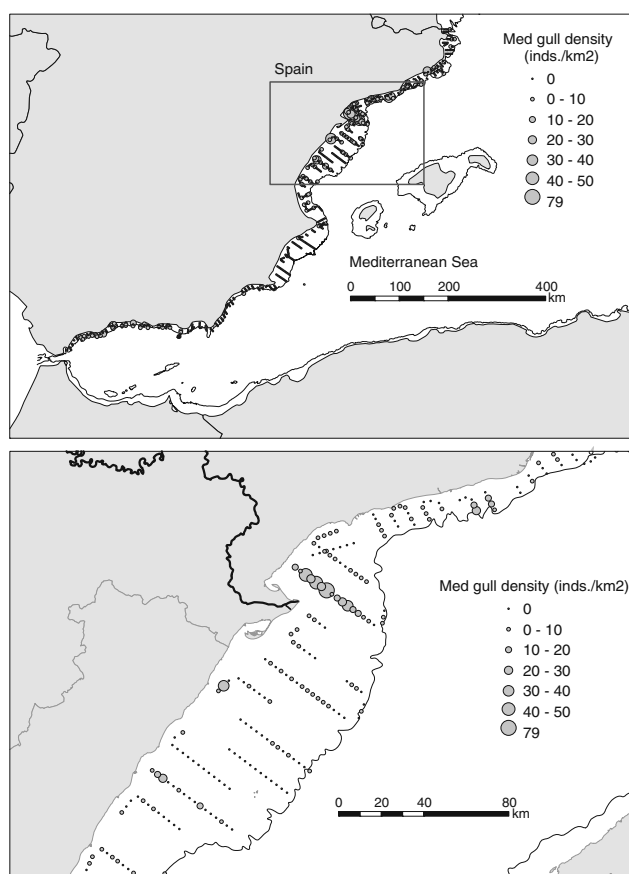 Med gull density
(inds./km2)
Spain
0
0 - 10
10 - 20
20 - 30
30 - 40
40 - 50
79
Mediterranean Sea
0 100 200 400
km
Med gull density (inds./km2)
0
0 - 10
10 - 20
20 - 30
30 - 40
40 - 50
79
0 20 40 80
km